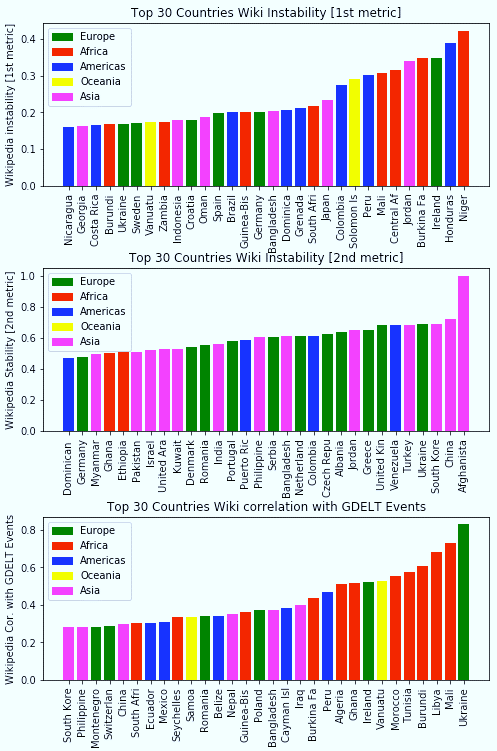 Top 30 Countries Wiki Instability [1st metric]
Wikipedia instability [1st metric]
0.4
0.3
0.2
0.1
0.0
Europe
Africa
Americas
Oceania
Asia
Nicaragua
Georgia
Costa Rica
Burundi
Ukraine
Sweden
Vanuatu
Zambia
Indonesia
Croatia
Oman
Spain
Brazil
Guinea-Bis
Germany
Bangladesh
Dominica
Grenada
South Afri
Japan
Colombia
Solomon Is
Peru
Mali
Central Af
Jordan
Burkina Fa
Ireland
Honduras
Niger
Top 30 Countries Wiki Instability [2nd metric]
Wikipedia Stability [2nd metric]
1.0
0.8
0.6
0.4
0.2
0.0
Europe
Africa
Americas
Oceania
Asia
Dominican
Germany
Myanmar
Ghana
Ethiopia
Pakistan
Israel
United Ara
Kuwait
Denmark
Romania
India
Portugal
Puerto Ric
Philippine
Serbia
Bangladesh
Netherland
Colombia
Czech Repu
Albania
Jordan
Greece
United Kin
Venezuela
Turkey
Ukraine
South Kore
China
Afghanista
Top 30 Countries Wiki correlation with GDELT Events
Wikipedia Cor. with GDELT Events
0.8
0.6
0.4
0.2
0.0
Europe
Africa
Americas
Oceania
Asia
South Kore
Philippine
Montenegro
Switzerlan
China
South Afri
Ecuador
Mexico
Seychelles
Samoa
Romania
Belize
Nepal
Guinea-Bis
Poland
Bangladesh
Cayman Isl
Iraq
Burkina Fa
Peru
Algeria
Ghana
Ireland
Vanuatu
Morocco
Tunisia
Burundi
Libya
Mali
Ukraine